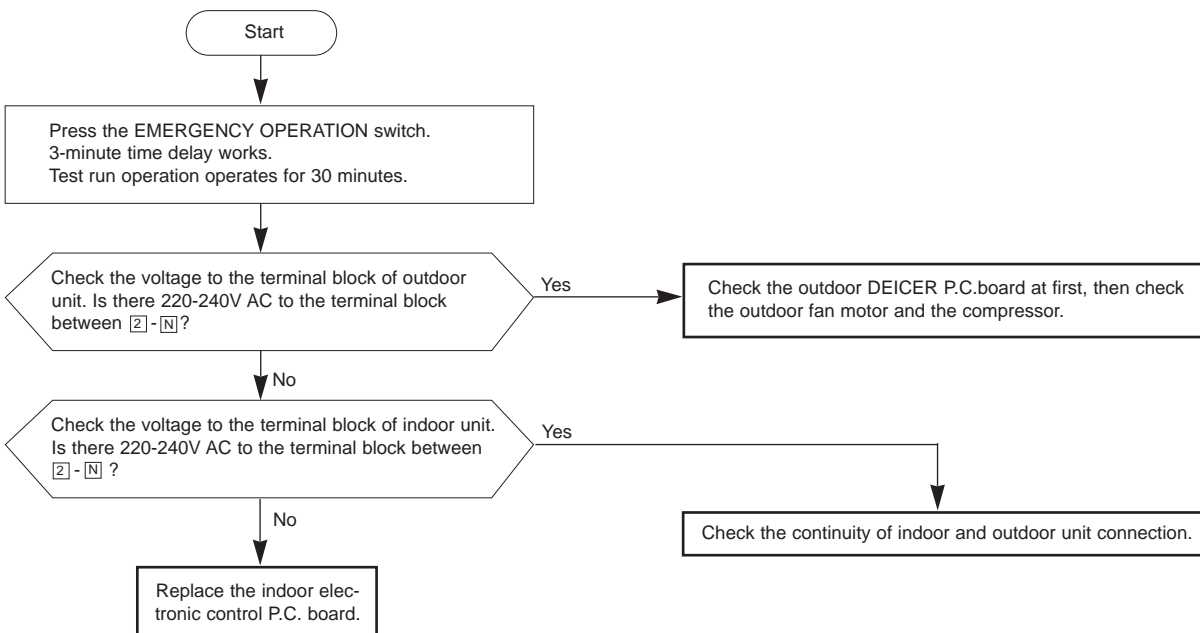 Start
Press the EMERGENCY OPERATION switch.
3-minute time delay works.
Test run operation operates for 30 minutes.
Check the voltage to the terminal block of outdoor
unit. Is there 220-240V AC to the terminal block
between 2 - N ?
Yes
Check the outdoor DEICER P.C.board at first, then check
the outdoor fan motor and the compressor.
No
Check the voltage to the terminal block of indoor unit.
Is there 220-240V AC to the terminal block between
2 - N ?
Yes
Check the continuity of indoor and outdoor unit connection.
No
Replace the indoor elec-
tronic control P.C. board.